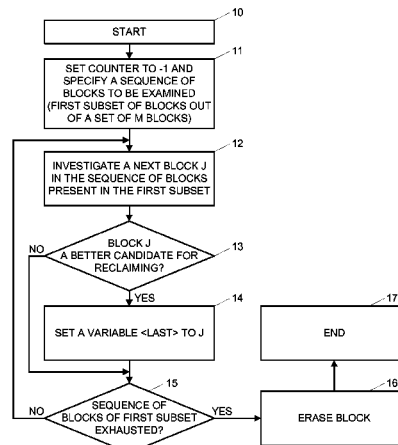 10
START
11
SET COUNTER TO -1 AND
SPECIFY A SEQUENCE OF
BLOCKS TO BE EXAMINED
(FIRST SUBSET OF BLOCKS OUT
OF A SET OF M BLOCKS)
12
INVESTIGATE A NEXT BLOCK J
IN THE SEQUENCE OF BLOCKS
PRESENT IN THE FIRST SUBSET
13
NO
BLOCK J
A BETTER CANDIDATE FOR
RECLAIMING?
YES
14
SET A VARIABLE <LAST> TO J
17
END
15
NO
SEQUENCE OF
BLOCKS OF FIRST SUBSET
EXHAUSTED?
YES
16
ERASE BLOCK